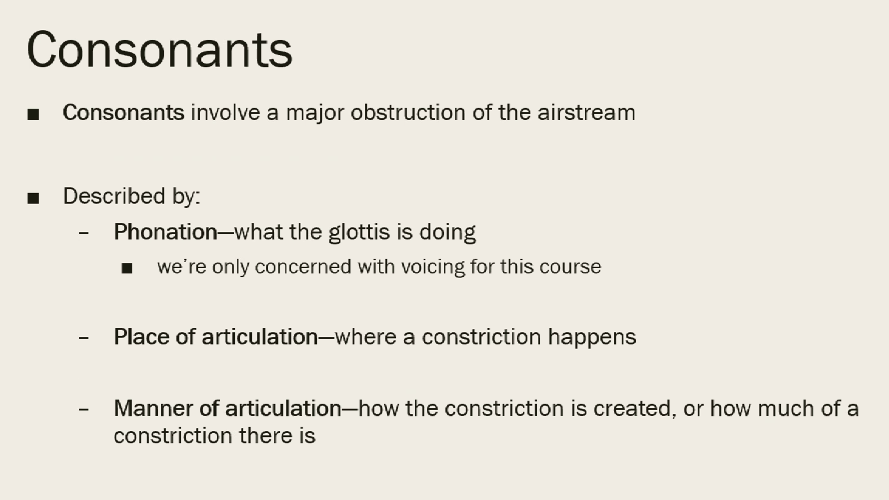 Consonants
■ Consonants involve a major obstruction of the airstream
■ Described by:
– Phonation—what the glottis is doing
■ we’re only concerned with voicing for this course
– Place of articulation—where a constriction happens
– Manner of articulation—how the constriction is created, or how much of a
constriction there is